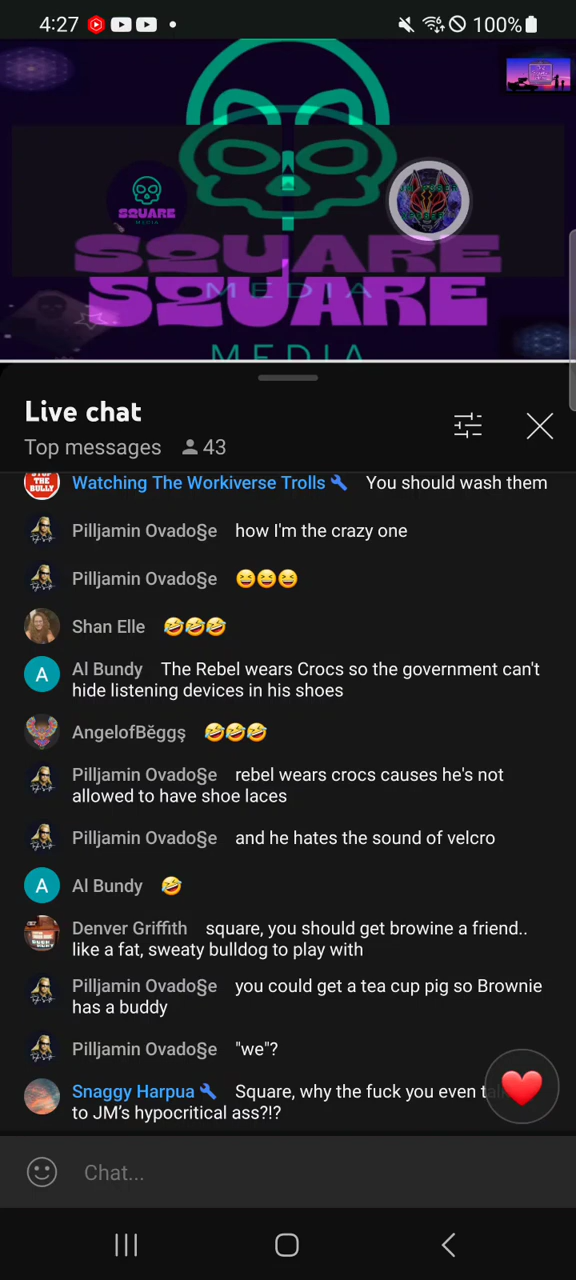 4:27
100%
SQUARE
MEDIA
SQUARE
MEDIA
SQUARE
MEDIA
Live chat
Top messages 43
STOP THE
BULLY
Watching The Workiverse Trolls You should wash them
Pilljamin Ovado§e how I'm the crazy one
Pilljamin Ovado§e 😆😆😆
Shan Elle 🤣🤣🤣
A Al Bundy The Rebel wears Crocs so the government can't
hide listening devices in his shoes
AngelofBĕggş 🤣🤣🤣
Pilljamin Ovado§e rebel wears crocs causes he's not
allowed to have shoe laces
Pilljamin Ovado§e and he hates the sound of velcro
A Al Bundy 🤣
Denver Griffith square, you should get browine a friend..
like a fat, sweaty bulldog to play with
Pilljamin Ovado§e you could get a tea cup pig so Brownie
has a buddy
Pilljamin Ovado§e "we"?
Snaggy Harpua Square, why the fuck you even talk
to JM's hypocritical ass?!?
Chat...